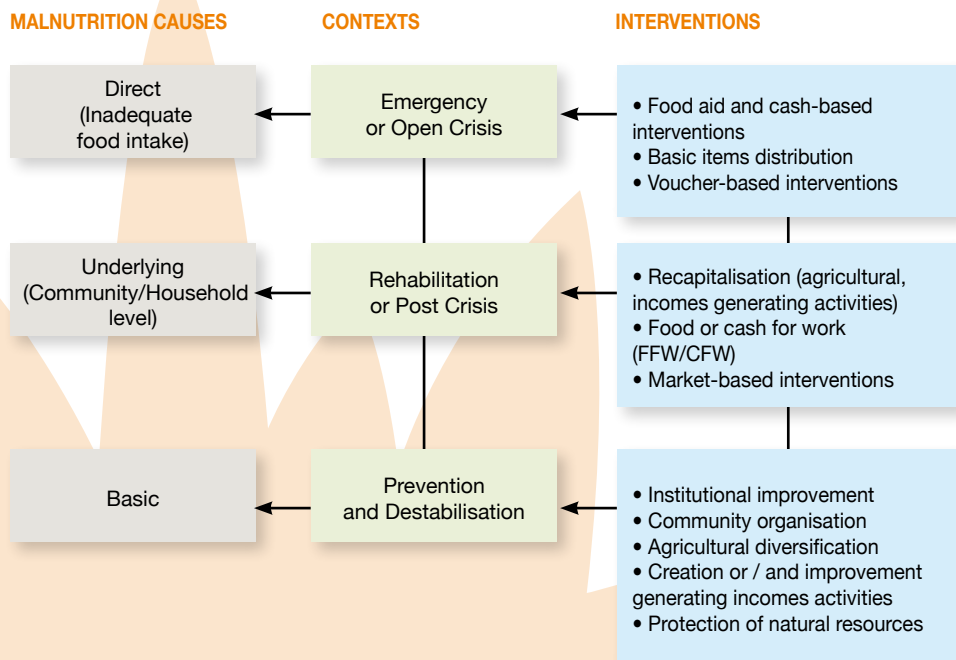 MALNUTRITION CAUSES
CONTEXTS
INTERVENTIONS
Direct
(Inadequate
food intake)
Emergency
or Open Crisis
• Food aid and cash-based
interventions
• Basic items distribution
• Voucher-based interventions
Underlying
(Community/Household
level)
Rehabilitation
or Post Crisis
• Recapitalisation (agricultural,
incomes generating activities)
• Food or cash for work
(FFW/CFW)
• Market-based interventions
Basic
Prevention
and Destabilisation
• Institutional improvement
• Community organisation
• Agricultural diversification
• Creation or / and improvement
generating incomes activities
• Protection of natural resources